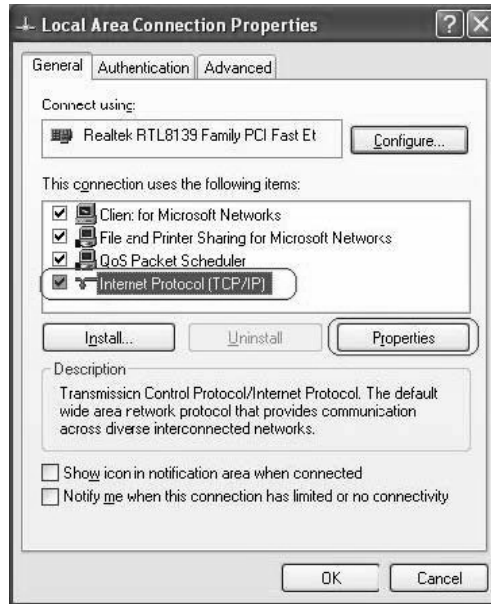 Local Area Connection Properties
General Authentication Advanced
Connect using:
Realtek RTL8139 Family PCI Fast Et
Configure...
This connection uses the following items:
Client for Microsoft Networks
File and Printer Sharing for Microsoft Networks
QoS Packet Scheduler
Internet Protocol (TCP/IP)
Install... Uninstall Properties
Description
Transmission Control Protocol/Internet Protocol. The default
wide area network protocol that provides communication
across diverse interconnected networks.
Show icon in notification area when connected
Notify me when this connection has limited or no connectivity
OK Cancel